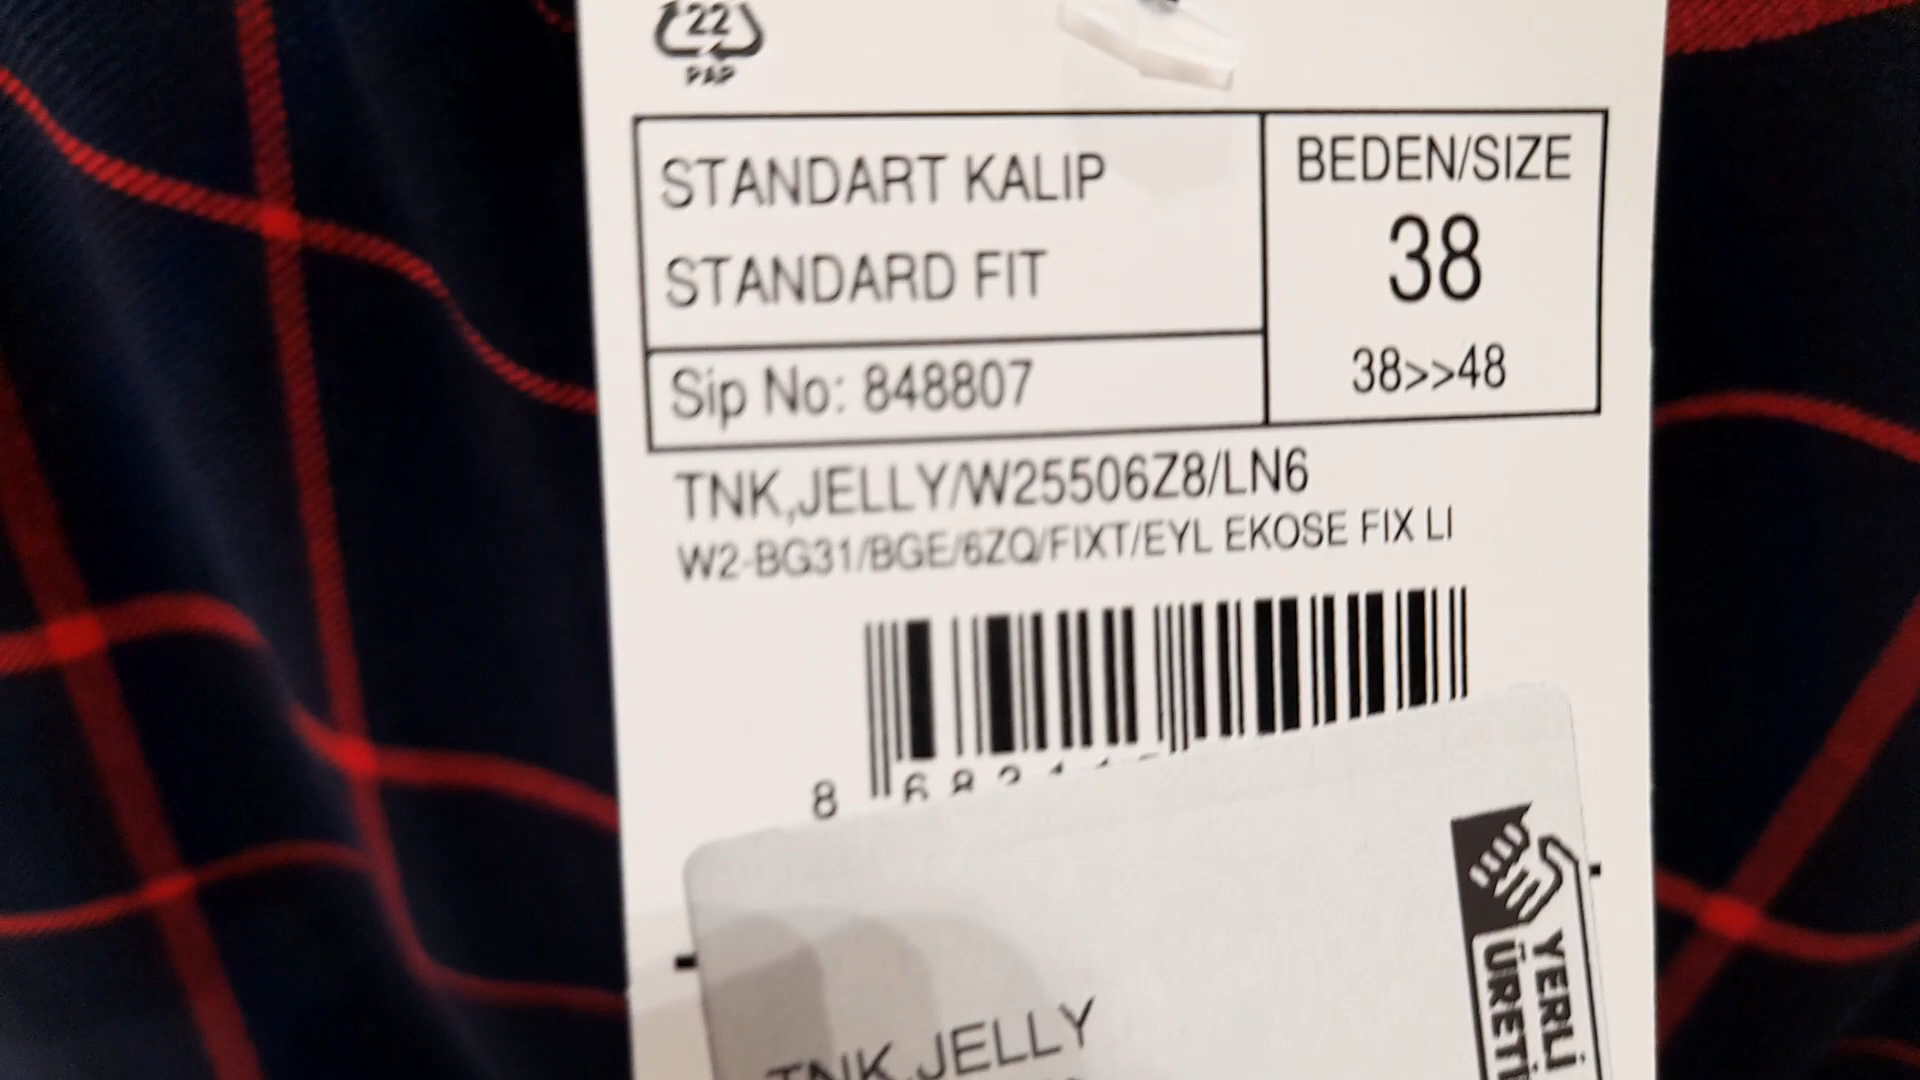 22
PAP
STANDART KALIP
STANDARD FIT
Sip No: 848807
BEDEN/SIZE
38
38>>48
TNK,JELLY/W25506Z8/LN6
W2-BG31/BGE/6ZQ/FIXT/EYL EKOSE FIX LI
8
TNK,JELLY
YERLİ
ÜRETİ